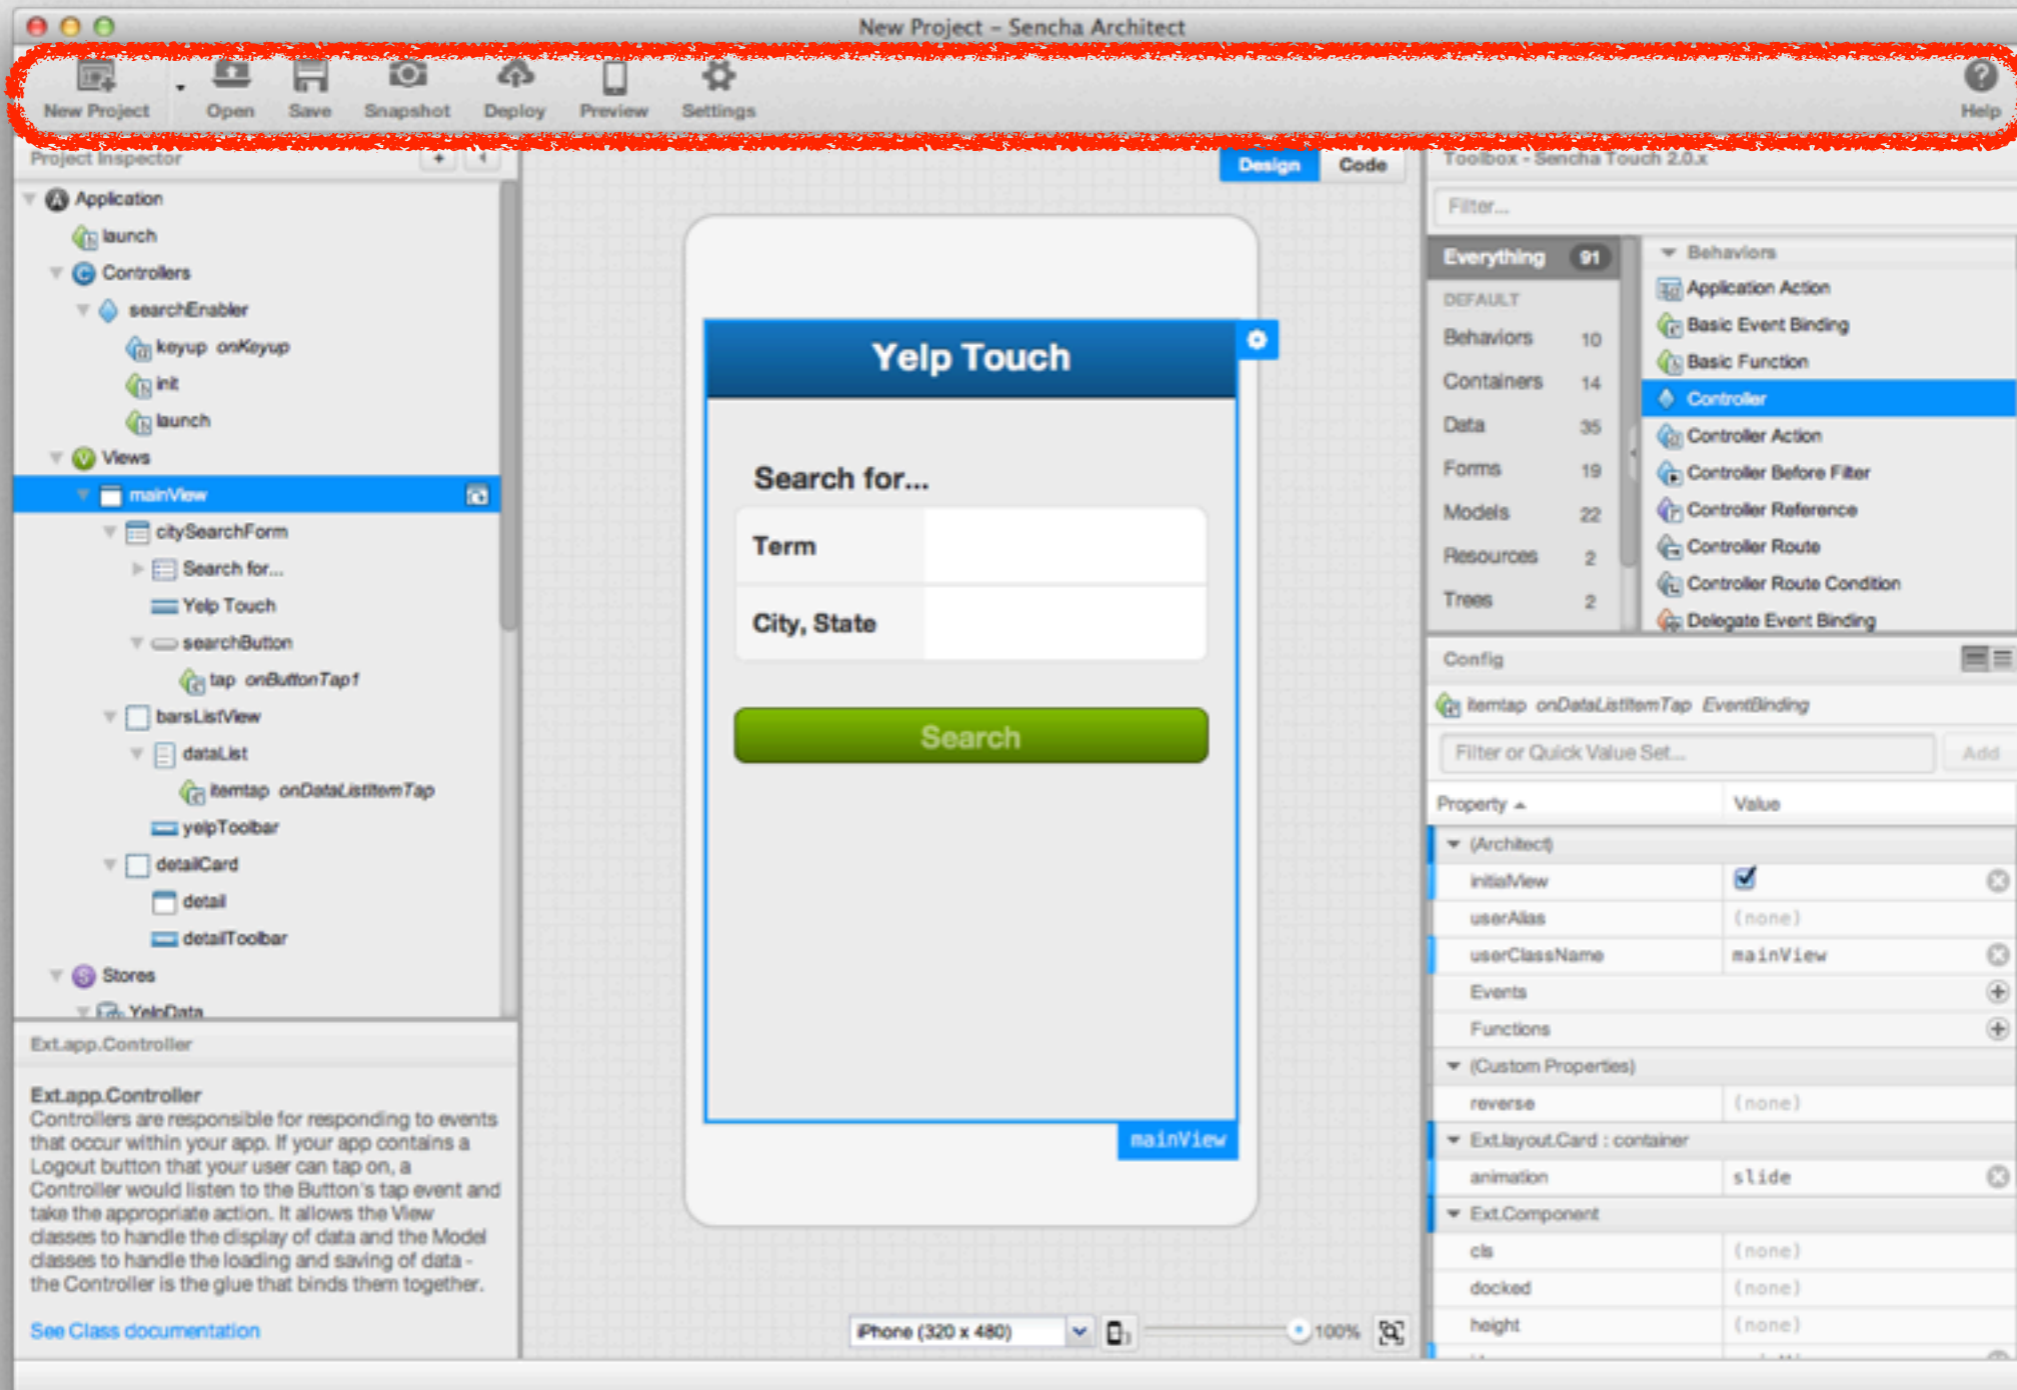 New Project – Sencha Architect
New Project
Open
Save
Snapshot
Deploy
Preview
Settings
Help
Project Inspector
Application
launch
Controllers
searchEnabler
keyup onKeyup
init
launch
Views
mainView
citySearchForm
Search for...
Yelp Touch
searchButton
tap onButtonTap1
barsListView
dataList
itemtap onDataListItemTap
yelpToolbar
detailCard
detail
detailToolbar
Stores
YelpData
Ext.app.Controller
Ext.app.Controller
Controllers are responsible for responding to events
that occur within your app. If your app contains a
Logout button that your user can tap on, a
Controller would listen to the Button's tap event and
take the appropriate action. It allows the View
classes to handle the display of data and the Model
classes to handle the loading and saving of data -
the Controller is the glue that binds them together.
See Class documentation
Design Code
Yelp Touch
Search for...
Term
City, State
Search
mainView
iPhone (320 x 480)
100%
Toolbox - Sencha Touch 2.0.x
Filter...
Everything 91
DEFAULT
Behaviors 10
Containers 14
Data 35
Forms 19
Models 22
Resources 2
Trees 2
Behaviors
Application Action
Basic Event Binding
Basic Function
Controller
Controller Action
Controller Before Filter
Controller Reference
Controller Route
Controller Route Condition
Delegate Event Binding
Config
itemtap onDataListItemTap EventBinding
Filter or Quick Value Set...
Add
Property Value
(Architect)
initialView
userAlias (none)
userClassName mainView
Events
Functions
(Custom Properties)
reverse (none)
Ext.layout.Card : container
animation slide
Ext.Component
cls (none)
docked (none)
height (none)